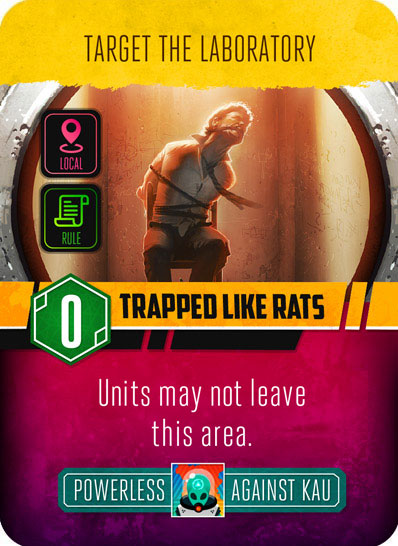 TARGET THE LABORATORY
LOCAL
RULE
0 TRAPPED LIKE RATS
Units may not leave
this area.
POWERLESS AGAINST KAU